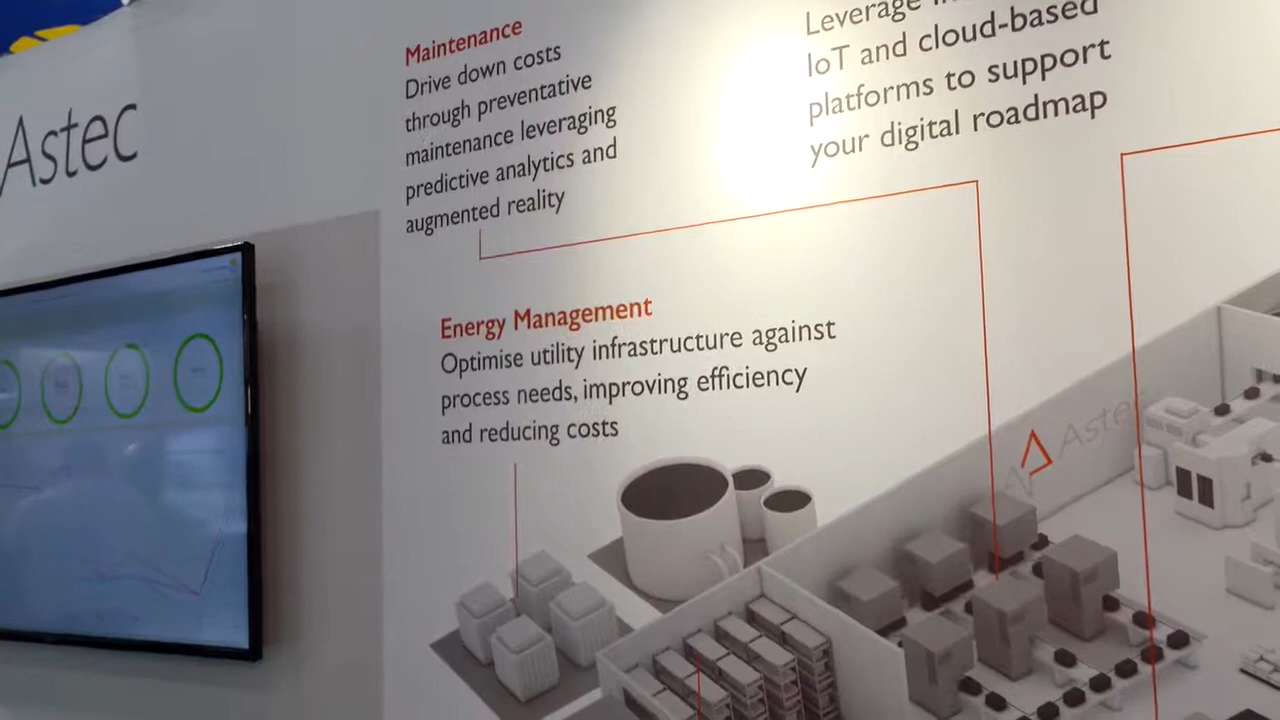 Astec
Maintenance
Drive down costs
through preventative
maintenance leveraging
predictive analytics and
augmented reality
Leverage
IoT and cloud-based
platforms to support
your digital roadmap
Energy Management
Optimise utility infrastructure against
process needs, improving efficiency
and reducing costs
Astec